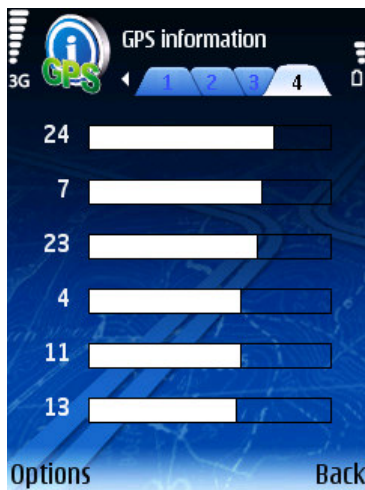 GPS information
3G
i
GPS
1 2 3 4
24
7
23
4
11
13
Options Back